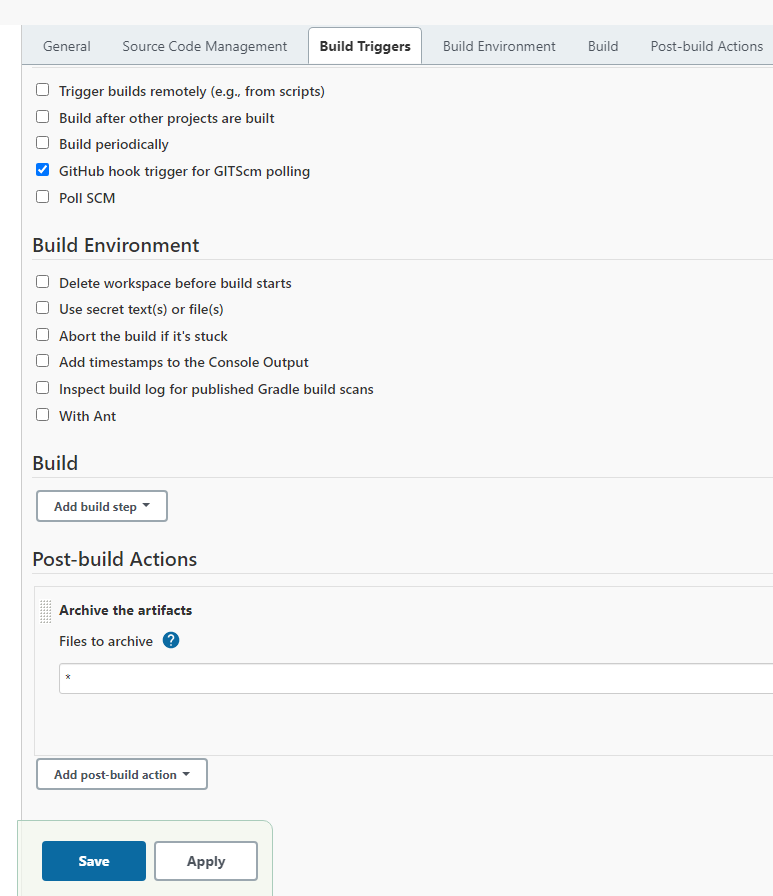 General Source Code Management Build Triggers Build Environment Build Post-build Actions
Trigger builds remotely (e.g., from scripts)
Build after other projects are built
Build periodically
GitHub hook trigger for GITScm polling
Poll SCM
Build Environment
Delete workspace before build starts
Use secret text(s) or file(s)
Abort the build if it's stuck
Add timestamps to the Console Output
Inspect build log for published Gradle build scans
With Ant
Build
Add build step
Post-build Actions
Archive the artifacts
Files to archive ?
*
Add post-build action
Save Apply